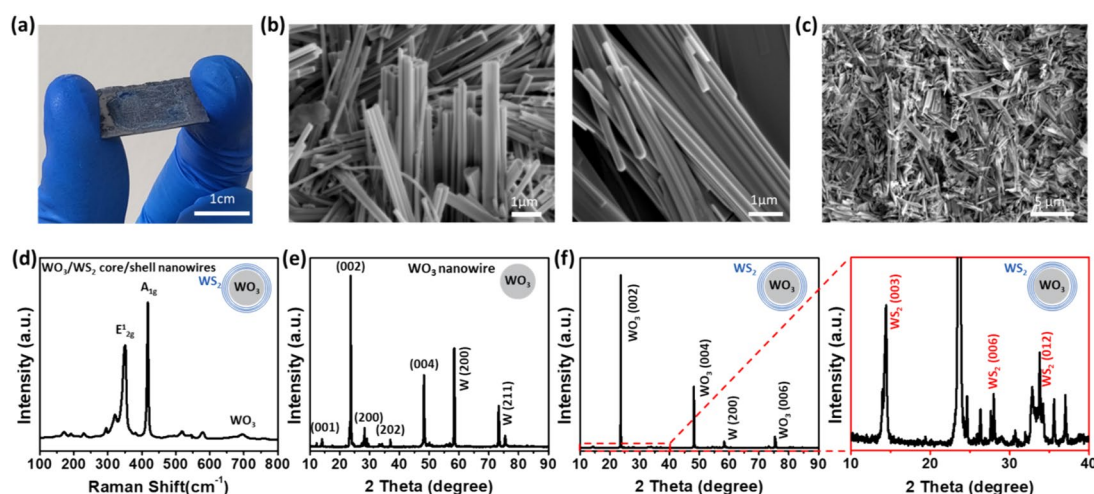 (a)
1cm
(b)
1μm
1μm
(c)
5 μm
(d)
WO₃/WS₂ core/shell nanowires
WS₂
WO₃
A₁g
E¹₂g
WO₃
Intensity (a.u.)
100 200 300 400 500 600 700 800
Raman Shift(cm⁻¹)
(e)
(002)
WO₃ nanowire
WO₃
(001)
(200)
(202)
(004)
W (200)
W (211)
Intensity (a.u.)
10 20 30 40 50 60 70 80 90
2 Theta (degree)
(f)
WS₂
WO₃
WO₃ (002)
WO₃ (004)
W (200)
WO₃ (006)
Intensity (a.u.)
10 20 30 40 50 60 70 80 90
2 Theta (degree)
WS₂
WO₃
WS₂ (003)
WS₂ (006)
WS₂ (012)
Intensity (a.u.)
10 20 30 40
2 Theta (degree)